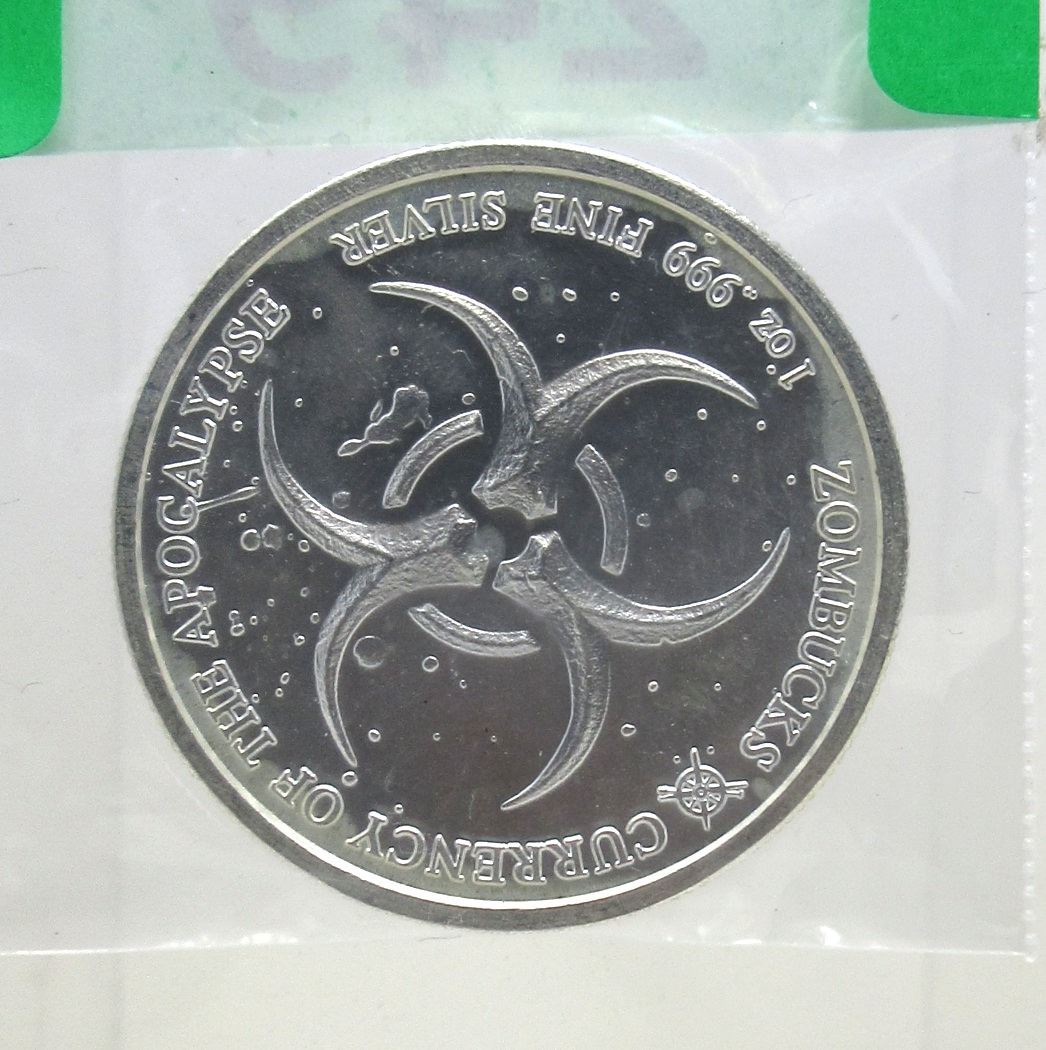 ZOMBUCKS CURRENCY OF THE APOCALYPSE
1 oz. .999 FINE SILVER